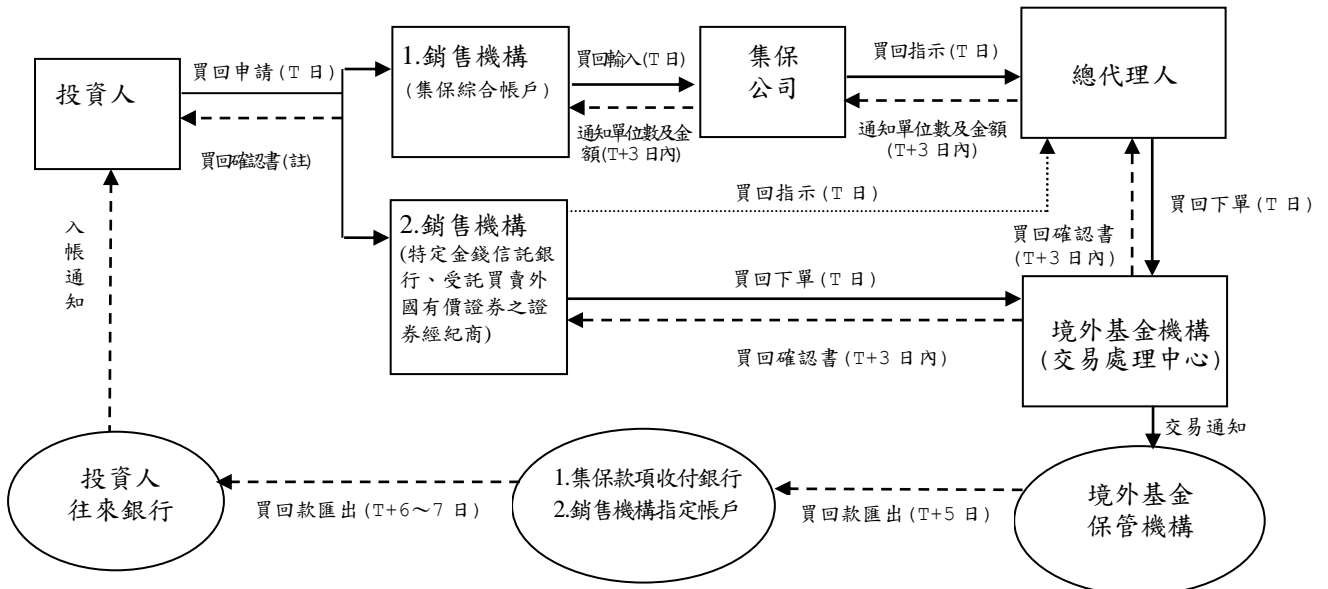 投資人
買回申請(T 日)
買回確認書(註)
1.銷售機構
(集保綜合帳戶)
買回輸入(T 日)
通知單位數及金
額(T+3 日內)
集保
公司
買回指示(T 日)
通知單位數及金額
(T+3 日內)
總代理人
買回指示(T 日)
2.銷售機構
(特定金錢信託銀
行、受託買賣外
國有價證券之證
券經紀商)
買回下單(T 日)
買回確認書
(T+3 日內)
買回下單(T 日)
買回確認書(T+3 日內)
境外基金機構
(交易處理中心)
入
帳
通
知
交易通知
投資人
往來銀行
買回款匯出(T+6～7 日)
1.集保款項收付銀行
2.銷售機構指定帳戶
買回款匯出(T+5 日)
境外基金
保管機構